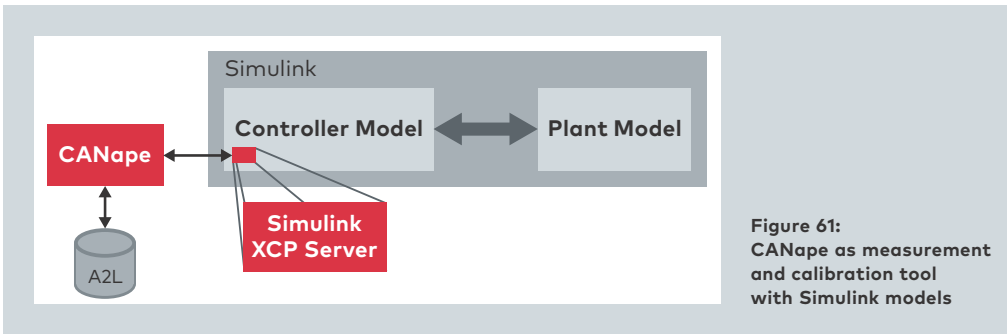 Simulink
Controller Model
Plant Model
CANape
Simulink
XCP Server
A2L
Figure 61:
CANape as measurement
and calibration tool
with Simulink models